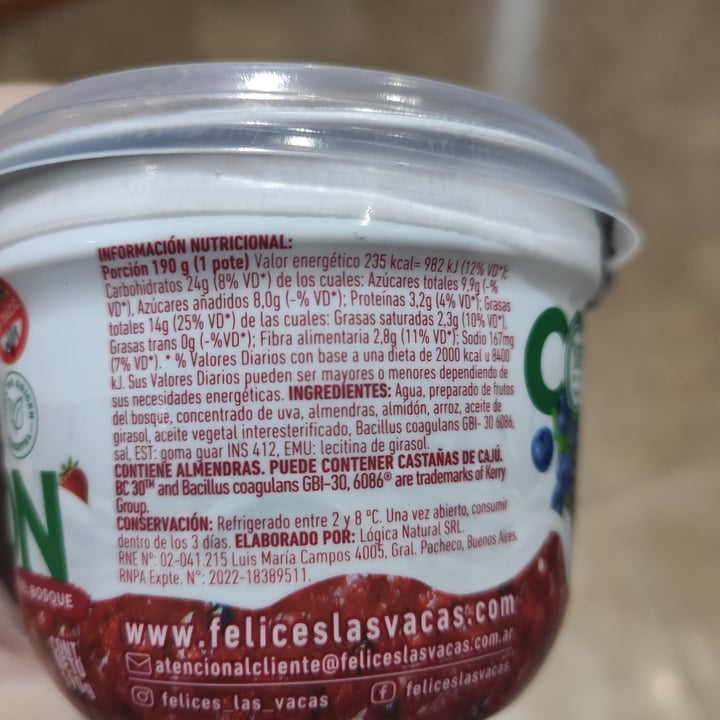 INFORMACIÓN NUTRICIONAL:
Porción 190 g (1 pote) Valor energético 235 kcal= 982 kJ (12% VD*);
Carbohidratos 24g (8% VD*) de los cuales: Azúcares totales 9,9g (-%
VD*), Azúcares añadidos 8,0g (-% VD*); Proteínas 3,2g (4% VD*); Grasas
totales 14g (25% VD*) de las cuales: Grasas saturadas 2,3g (10% VD*),
Grasas trans 0g (-%VD*); Fibra alimentaria 2,8g (11% VD*); Sodio 167mg
(7% VD*). * % Valores Diarios con base a una dieta de 2000 kcal u 8400
kJ. Sus Valores Diarios pueden ser mayores o menores dependiendo de
sus necesidades energéticas. INGREDIENTES: Agua, preparado de frutos
del bosque, concentrado de uva, almendras, almidón, arroz, aceite de
girasol, aceite vegetal interesterificado, Bacillus coagulans GBI- 30 6086,
sal, EST: goma guar INS 412, EMU: lecitina de girasol.
CONTIENE ALMENDRAS. PUEDE CONTENER CASTAÑAS DE CAJÚ.
BC 30™ and Bacillus coagulans GBI-30, 6086® are trademarks of Kerry
Group.
CONSERVACIÓN: Refrigerado entre 2 y 8 °C. Una vez abierto, consumir
dentro de los 3 días. ELABORADO POR: Lógica Natural SRL.
RNE N°: 02-041.215 Luis María Campos 4005, Gral. Pacheco, Buenos Aires.
RNPA Expte. N°: 2022-18389511.
www.feliceslasvacas.com
atencionalcliente@feliceslasvacas.com.ar
felices_las_vacas
feliceslasvacas
ON
BOSQUE
CONT
NETO
CO